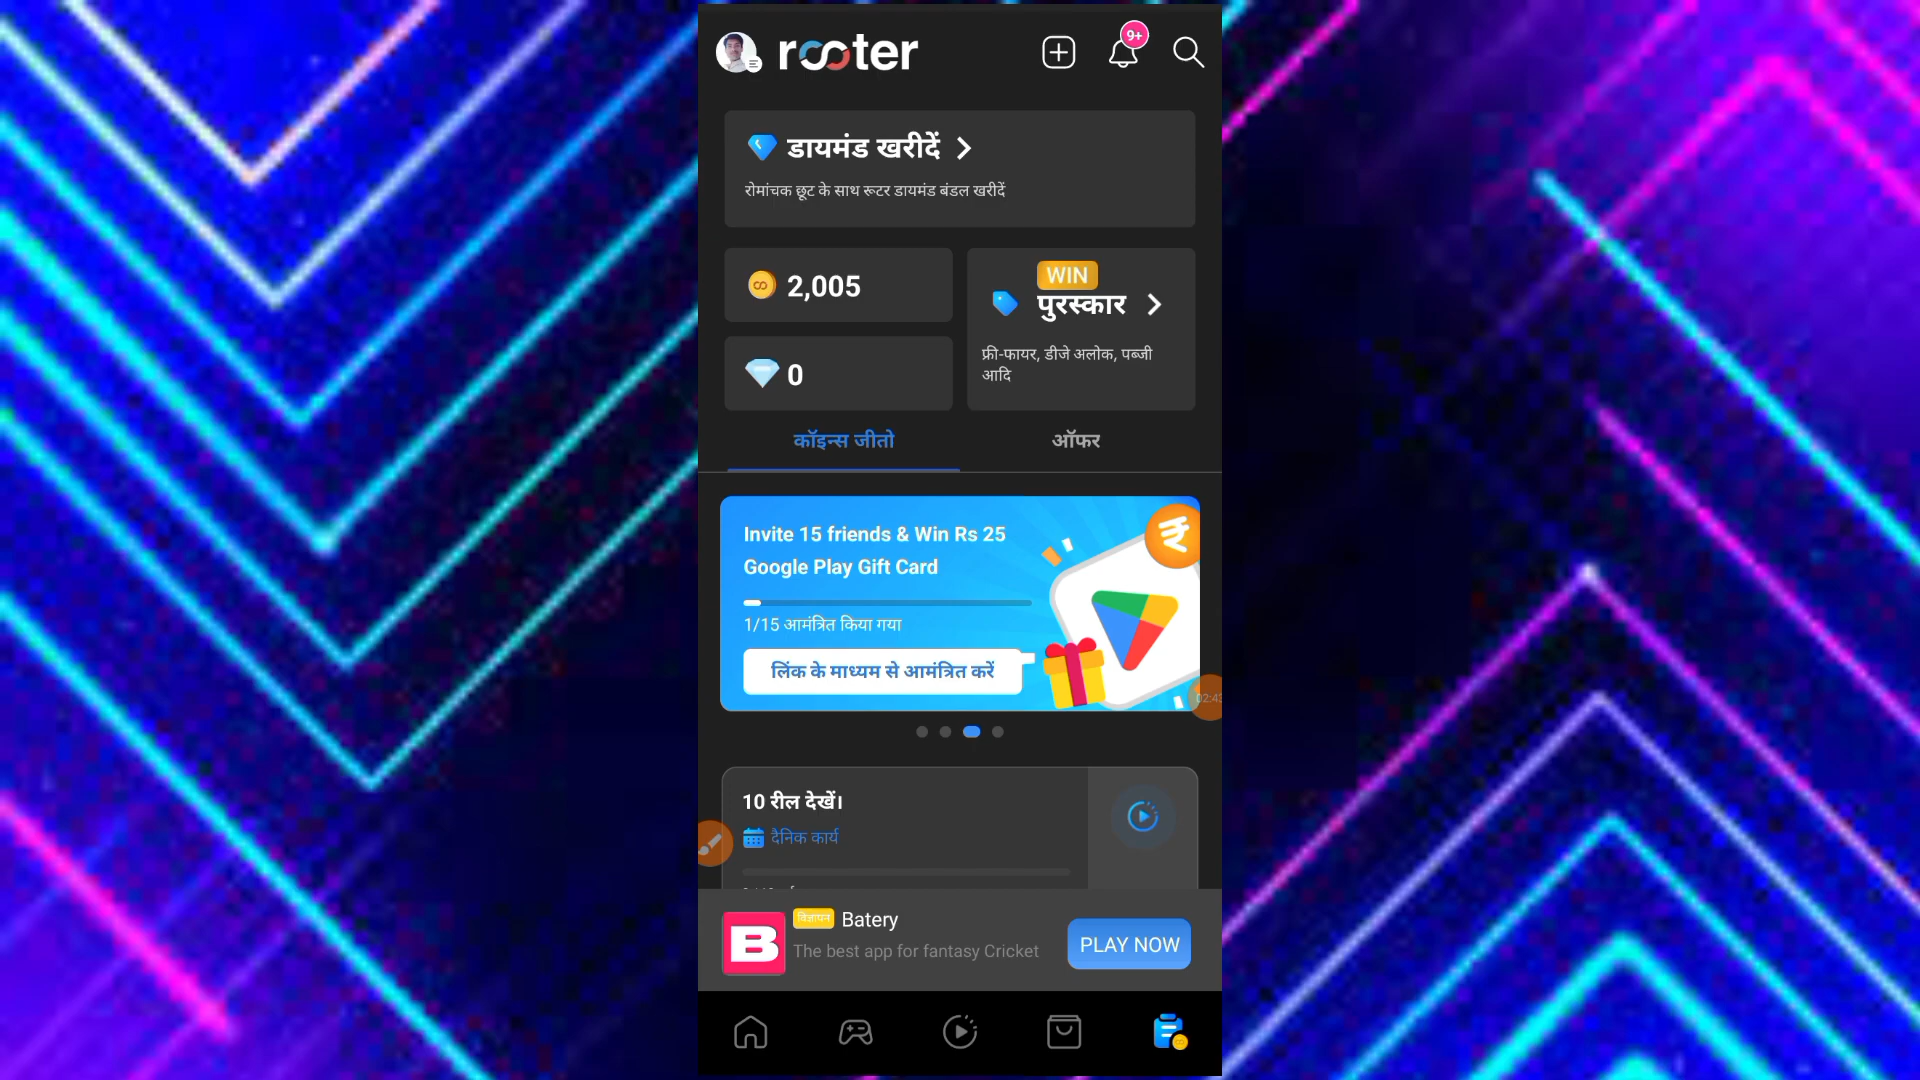 rooter
9+
डायमंड खरीदें
रोमांचक छूट के साथ रूटर डायमंड बंडल खरीदें
2,005
0
WIN
पुरस्कार
फ्री-फायर, डीजे अलोक, पब्जी
आदि
कॉइन्स जीतो
ऑफर
Invite 15 friends & Win Rs 25
Google Play Gift Card
1/15 आमंत्रित किया गया
लिंक के माध्यम से आमंत्रित करें
02:43
10 रील देखें।
दैनिक कार्य
विज्ञापन Batery
The best app for fantasy Cricket
B
PLAY NOW